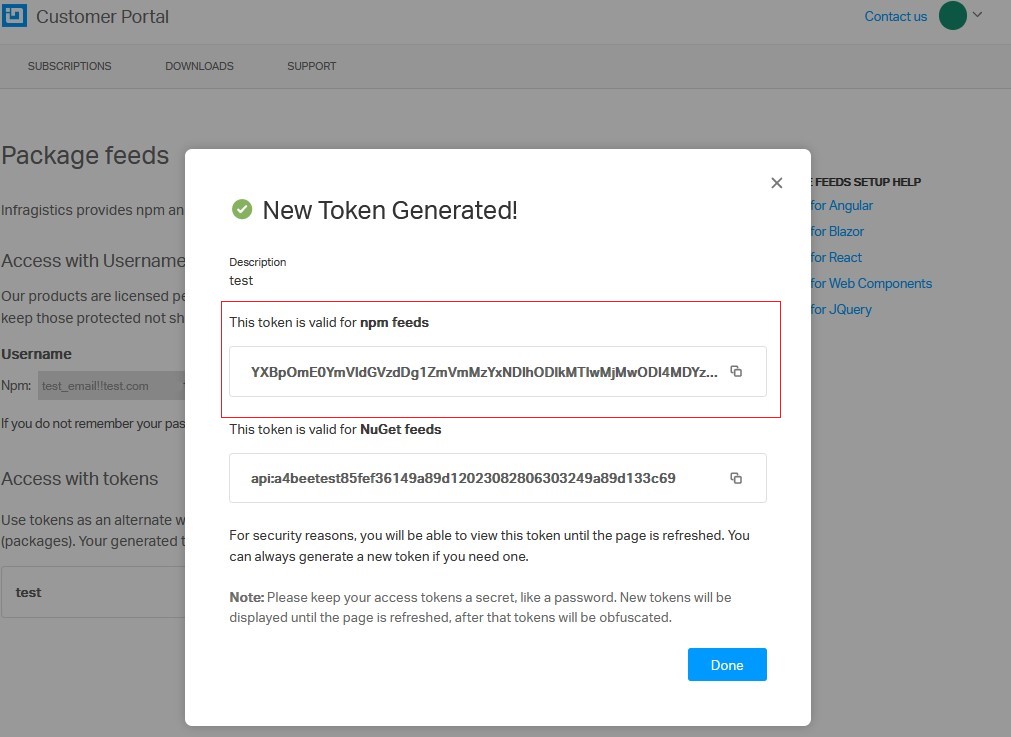 Customer Portal
Contact us
SUBSCRIPTIONS DOWNLOADS SUPPORT
Package feeds
Infragistics provides npm an
Access with Username
Our products are licensed pe
keep those protected not sh
Username
Npm: test_email!!test.com
If you do not remember your pas
Access with tokens
Use tokens as an alternate w
(packages). Your generated t
test
New Token Generated!
Description
test
This token is valid for npm feeds
YXBpOmE0YmVldGVzdDg1ZmVmMzYxNDlhODlkMTIwMjMwODI4MDYz...
This token is valid for NuGet feeds
api:a4beetest85fef36149a89d12023082806303249a89d133c69
For security reasons, you will be able to view this token until the page is refreshed. You
can always generate a new token if you need one.
Note: Please keep your access tokens a secret, like a password. New tokens will be
displayed until the page is refreshed, after that tokens will be obfuscated.
Done
E FEEDS SETUP HELP
for Angular
for Blazor
for React
for Web Components
for JQuery